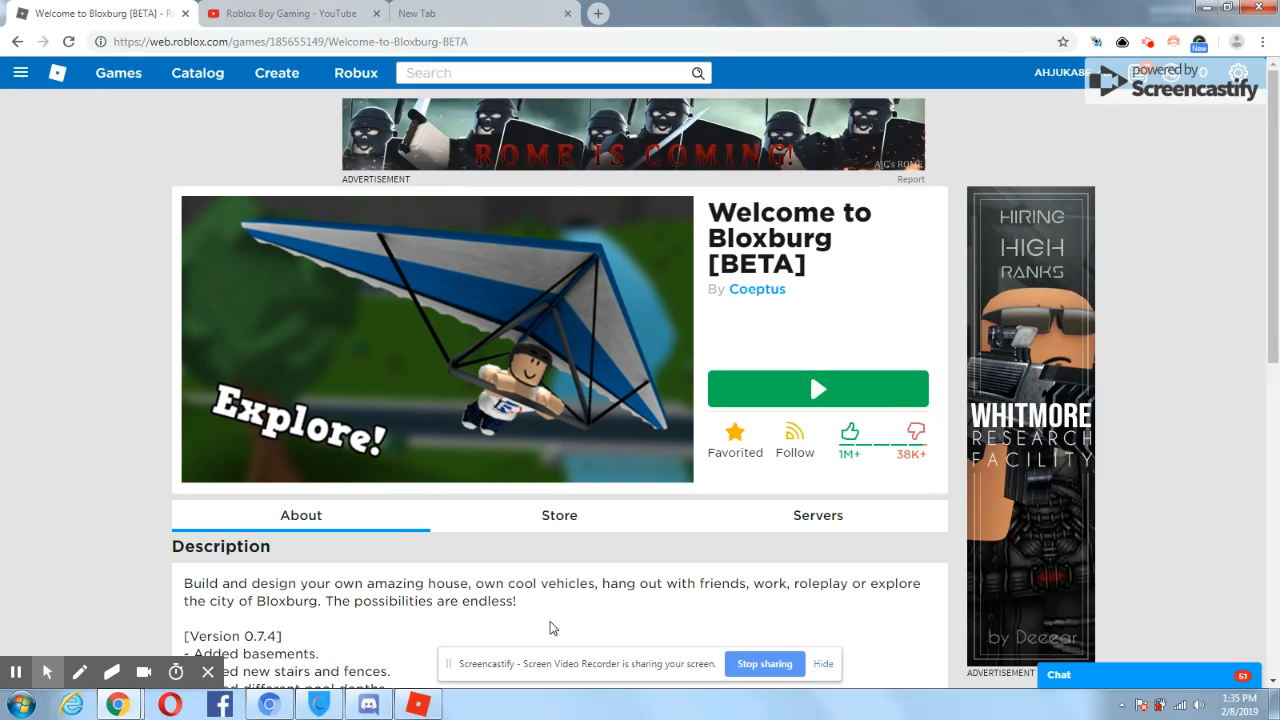 Welcome to Bloxburg [BETA] - R
Roblox Boy Gaming - YouTube
New Tab
https://web.roblox.com/games/185655149/Welcome-to-Bloxburg-BETA
New
Games
Catalog
Create
Robux
Search
AHJUKA8
0
powered by
Screencastify
ROME IS COMING!
A|G's ROME
ADVERTISEMENT
Report
Explore!
Welcome to
Bloxburg
[BETA]
By Coeptus
Favorited
Follow
1M+
38K+
HIRING
HIGH
RANKS
WHITMORE
RESEARCH
FACILITY
by Deeear
ADVERTISEMENT
About
Store
Servers
Description
Build and design your own amazing house, own cool vehicles, hang out with friends, work, roleplay or explore
the city of Bloxburg. The possibilities are endless!
[Version 0.7.4]
- Added basements.
new stairs and fences.
Screencastify - Screen Video Recorder is sharing your screen.
Stop sharing
Hide
Chat
51
1:35 PM
2/8/2019